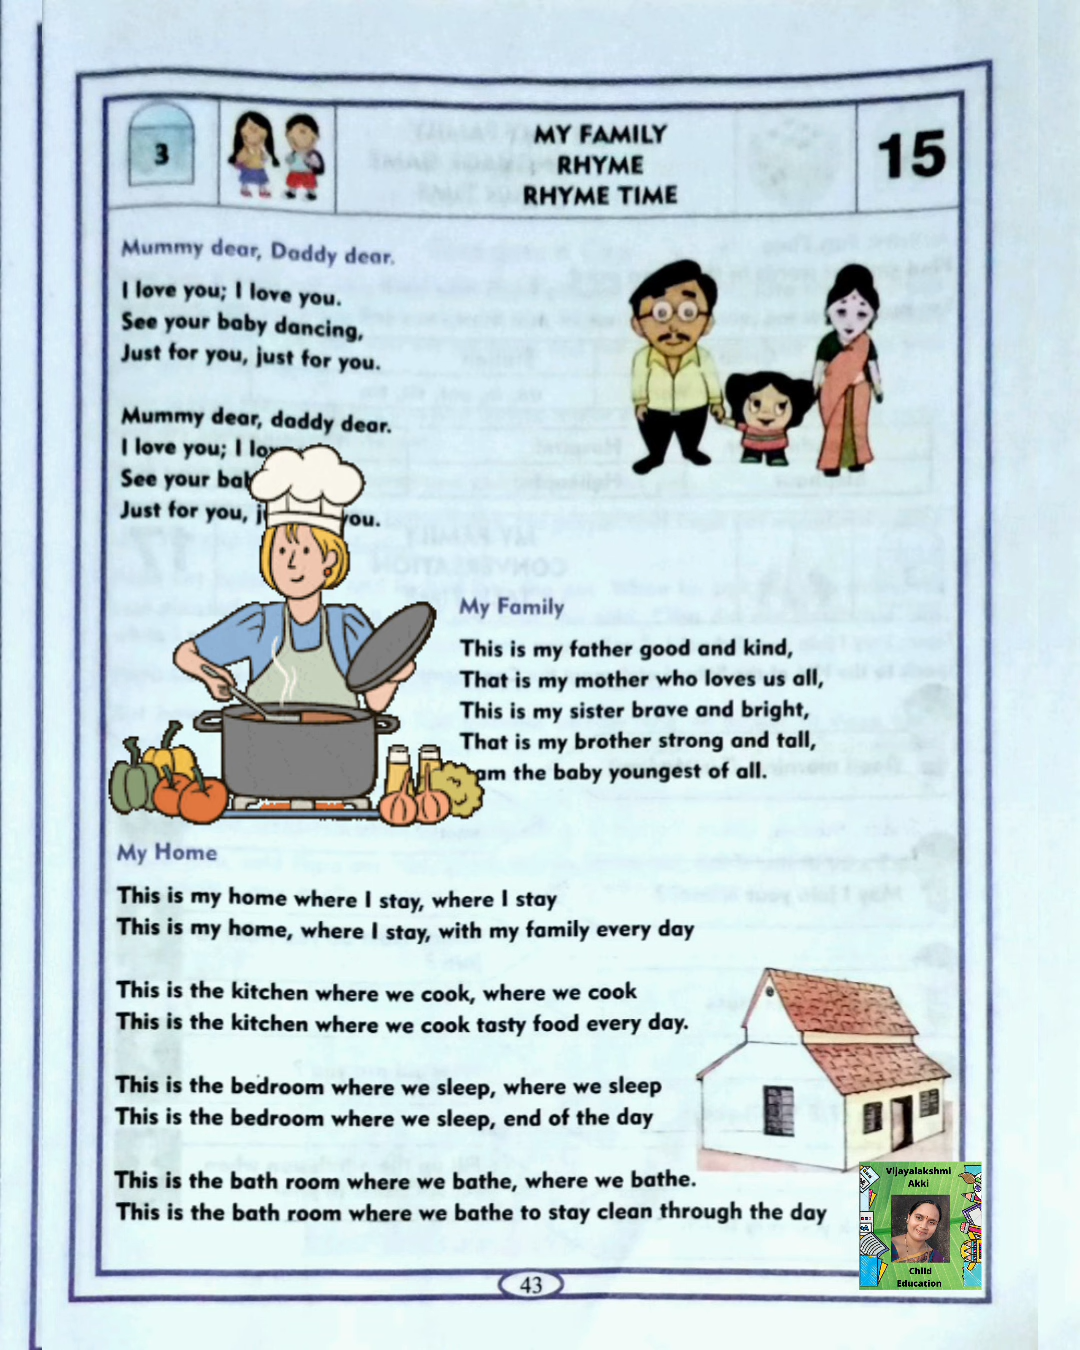 3
MY FAMILY
RHYME
RHYME TIME
15
Mummy dear, Daddy dear.
I love you; I love you.
See your baby dancing,
Just for you, just for you.
Mummy dear, daddy dear.
I love you; I
See your
Just for you, you.
My Family
This is my father good and kind,
That is my mother who loves us all,
This is my sister brave and bright,
That is my brother strong and tall,
am the baby youngest of all.
My Home
This is my home where I stay, where I stay
This is my home, where I stay, with my family every day
This is the kitchen where we cook, where we cook
This is the kitchen where we cook tasty food every day.
This is the bedroom where we sleep, where we sleep
This is the bedroom where we sleep, end of the day
This is the bath room where we bathe, where we bathe.
This is the bath room where we bathe to stay clean through the day
Vijayalakshmi
Akki
Child
Education
43